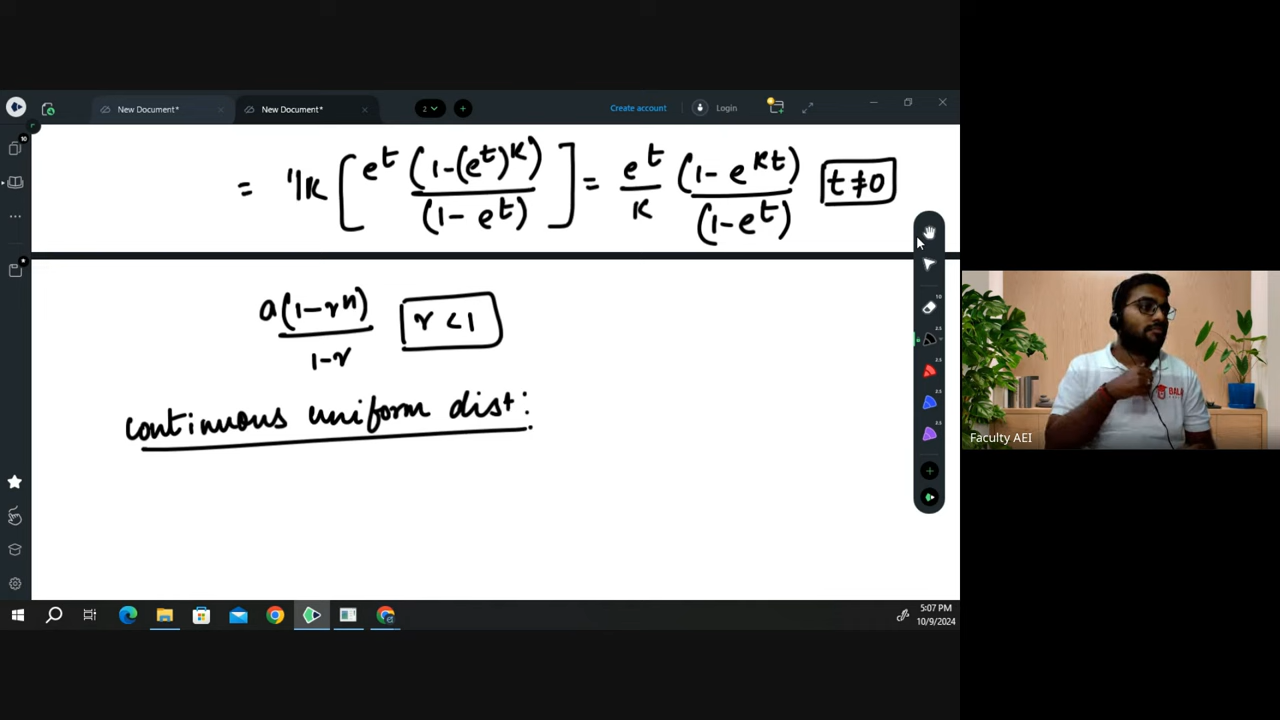 New Document* New Document* 2 Create account Login
= 1/K [ e^t (1-(e^t)^K) / (1-e^t) ] = e^t/K (1-e^{Kt}) / (1-e^t) t≠0
a(1-r^n) / 1-r r<1
continuous uniform dist:
Faculty AEI
5:07 PM
10/9/2024